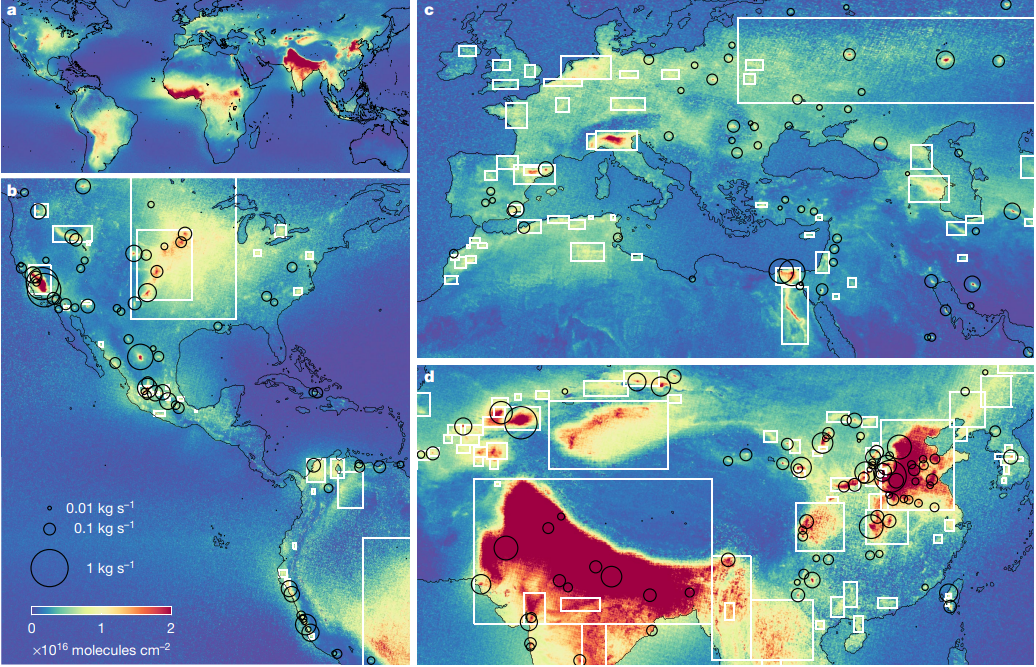 a
b
0.01 kg s⁻¹
0.1 kg s⁻¹
1 kg s⁻¹
0 1 2
×10¹⁶ molecules cm⁻²
c
d